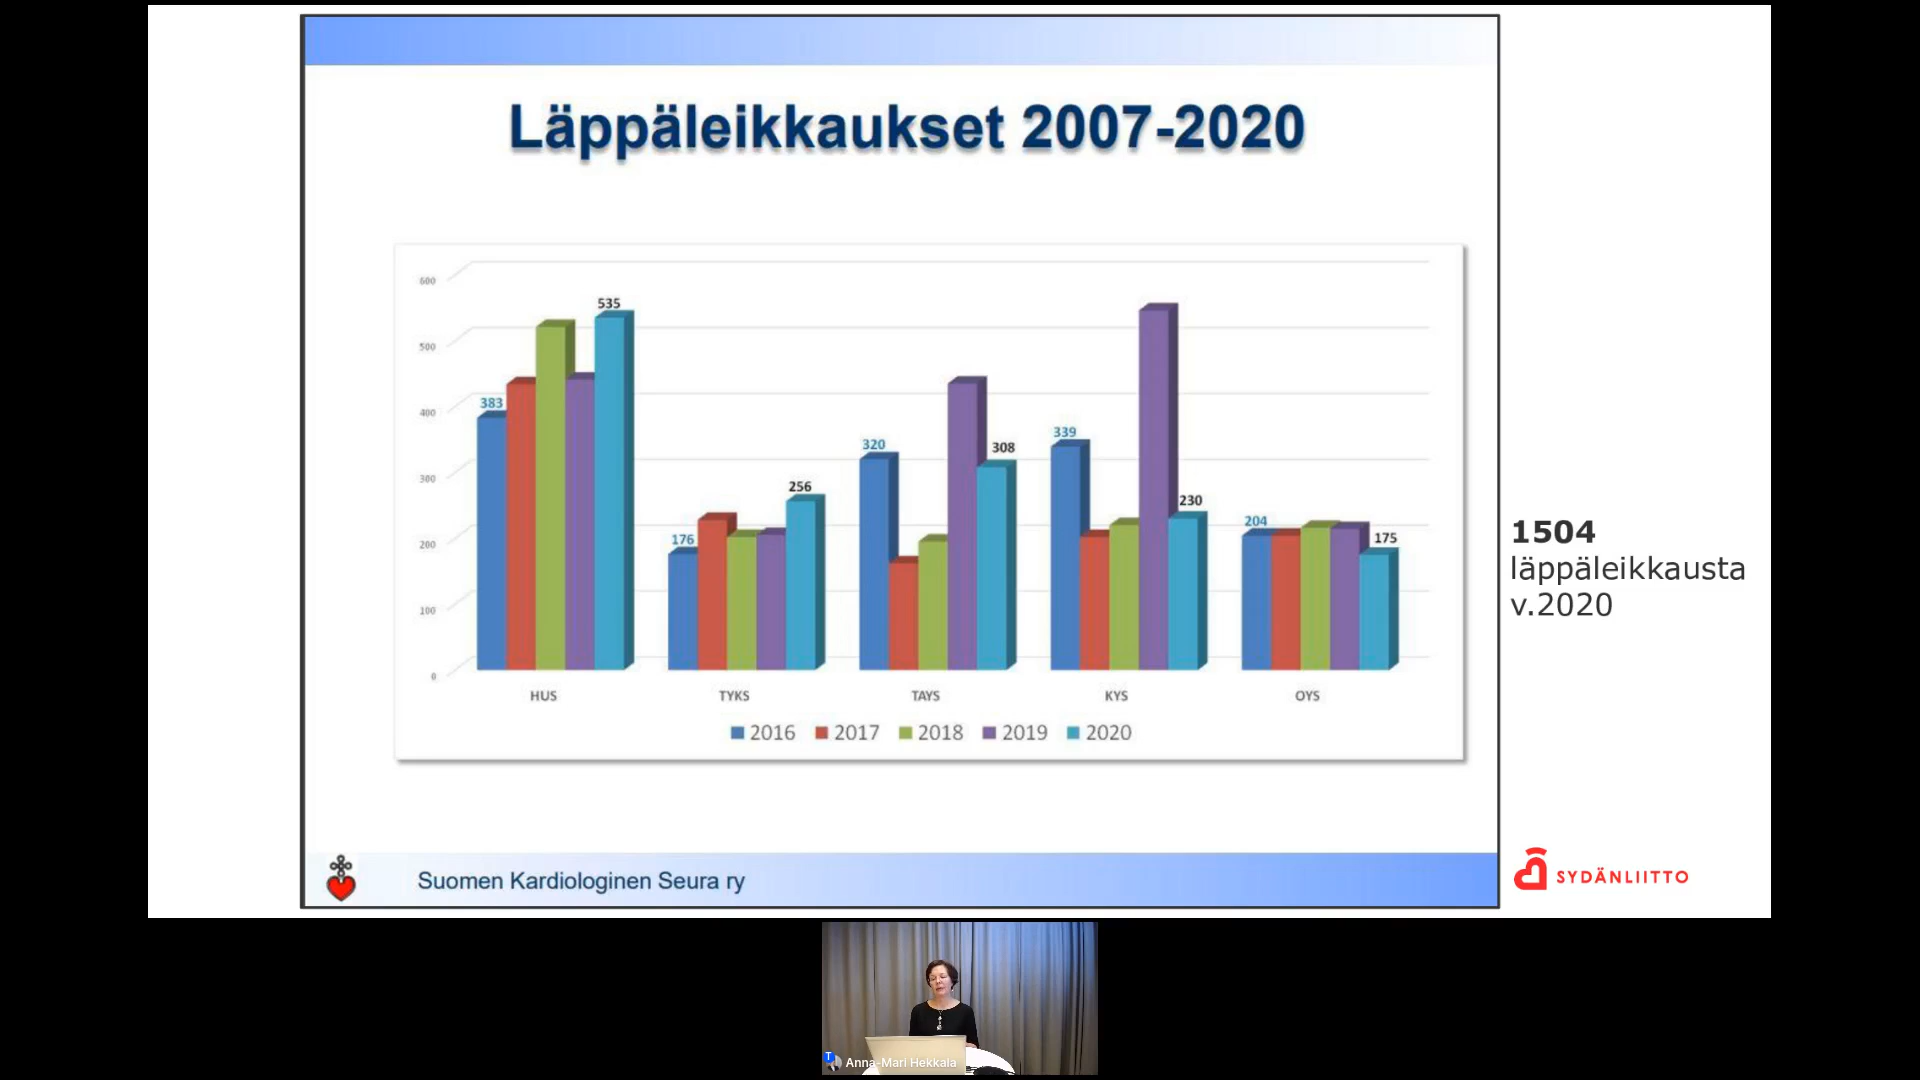 Läppäleikkaukset 2007-2020
600
500
400
300
200
100
0
383
535
176
256
320
308
339
230
204
175
HUS TYKS TAYS KYS OYS
2016 2017 2018 2019 2020
1504
läppäleikkausta
v.2020
Suomen Kardiologinen Seura ry
SYDÄNLIITTO
T
Anna-Mari Hekkala